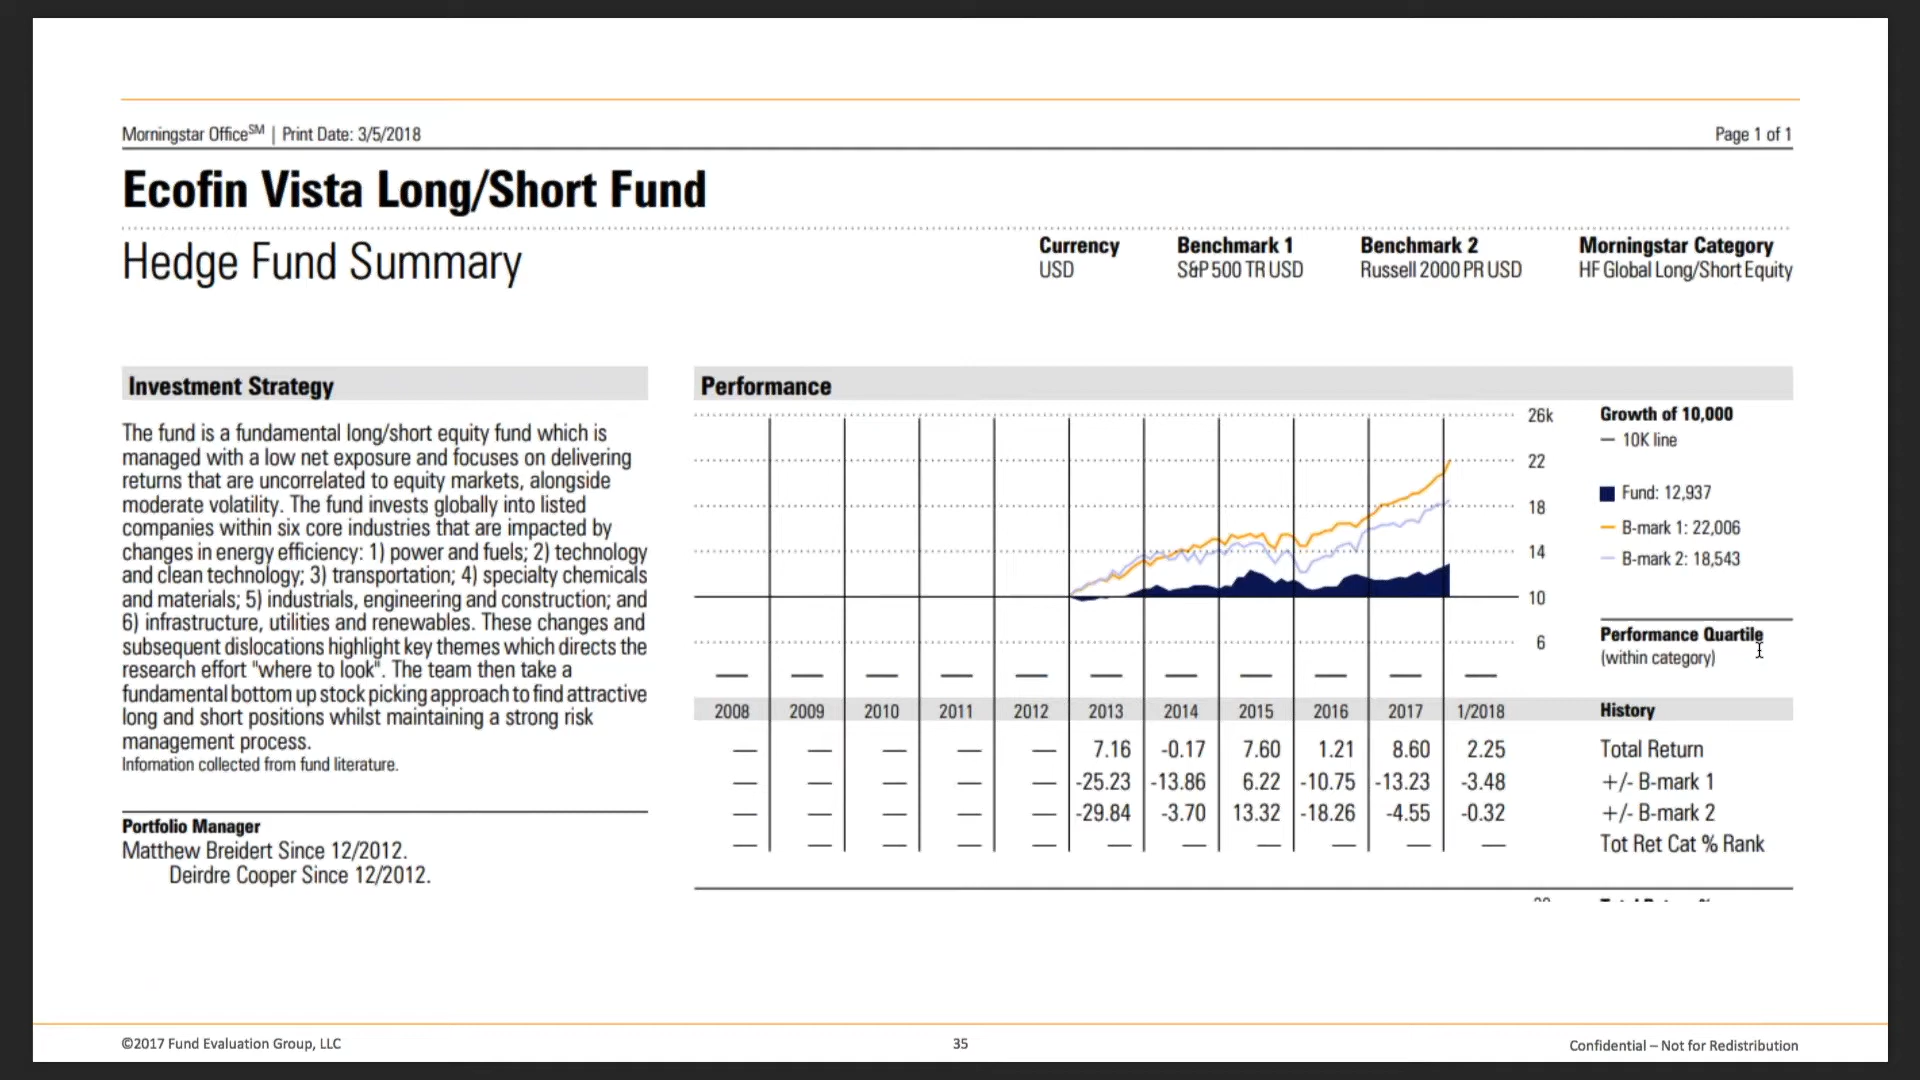 Morningstar Office℠ | Print Date: 3/5/2018
Page 1 of 1
Ecofin Vista Long/Short Fund
Hedge Fund Summary
Currency
USD
Benchmark 1
S&P 500 TR USD
Benchmark 2
Russell 2000 PR USD
Morningstar Category
HF Global Long/Short Equity
Investment Strategy
The fund is a fundamental long/short equity fund which is
managed with a low net exposure and focuses on delivering
returns that are uncorrelated to equity markets, alongside
moderate volatility. The fund invests globally into listed
companies within six core industries that are impacted by
changes in energy efficiency: 1) power and fuels; 2) technology
and clean technology; 3) transportation; 4) specialty chemicals
and materials; 5) industrials, engineering and construction; and
6) infrastructure, utilities and renewables. These changes and
subsequent dislocations highlight key themes which directs the
research effort "where to look". The team then take a
fundamental bottom up stock picking approach to find attractive
long and short positions whilst maintaining a strong risk
management process.
Infomation collected from fund literature.
Portfolio Manager
Matthew Breidert Since 12/2012.
Deirdre Cooper Since 12/2012.
Performance
26k
22
18
14
10
6
Growth of 10,000
— 10K line
Fund: 12,937
B-mark 1: 22,006
B-mark 2: 18,543
Performance Quartile
(within category)
— — — — — — — — — — —
2008 2009 2010 2011 2012 2013 2014 2015 2016 2017 1/2018 History
— — — — — 7.16 -0.17 7.60 1.21 8.60 2.25 Total Return
— — — — — -25.23 -13.86 6.22 -10.75 -13.23 -3.48 +/- B-mark 1
— — — — — -29.84 -3.70 13.32 -18.26 -4.55 -0.32 +/- B-mark 2
— — — — — — — — — — — Tot Ret Cat % Rank
©2017 Fund Evaluation Group, LLC
35
Confidential – Not for Redistribution